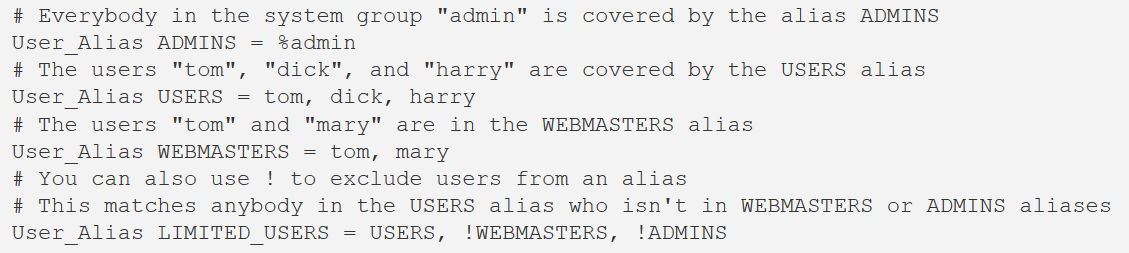 # Everybody in the system group "admin" is covered by the alias ADMINS
User_Alias ADMINS = %admin
# The users "tom", "dick", and "harry" are covered by the USERS alias
User_Alias USERS = tom, dick, harry
# The users "tom" and "mary" are in the WEBMASTERS alias
User_Alias WEBMASTERS = tom, mary
# You can also use ! to exclude users from an alias
# This matches anybody in the USERS alias who isn't in WEBMASTERS or ADMINS aliases
User_Alias LIMITED_USERS = USERS, !WEBMASTERS, !ADMINS